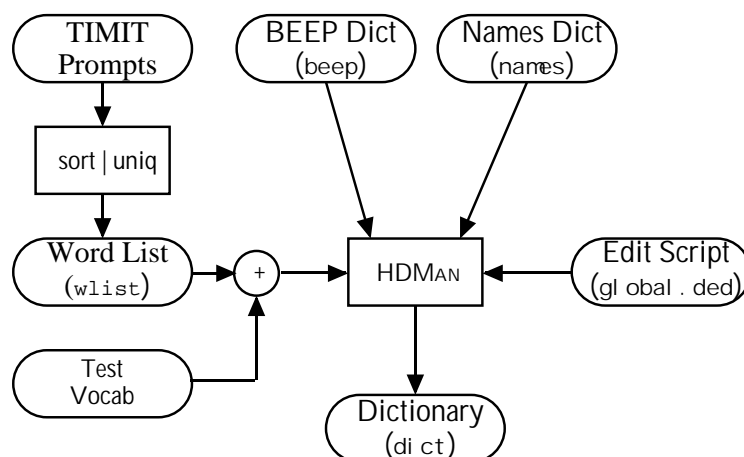 TIMIT
Prompts
BEEP Dict
(beep)
Names Dict
(names)
sort | uniq
Word List
(wlist)
+
HDMAN
Edit Script
(global.ded)
Test
Vocab
Dictionary
(dict)